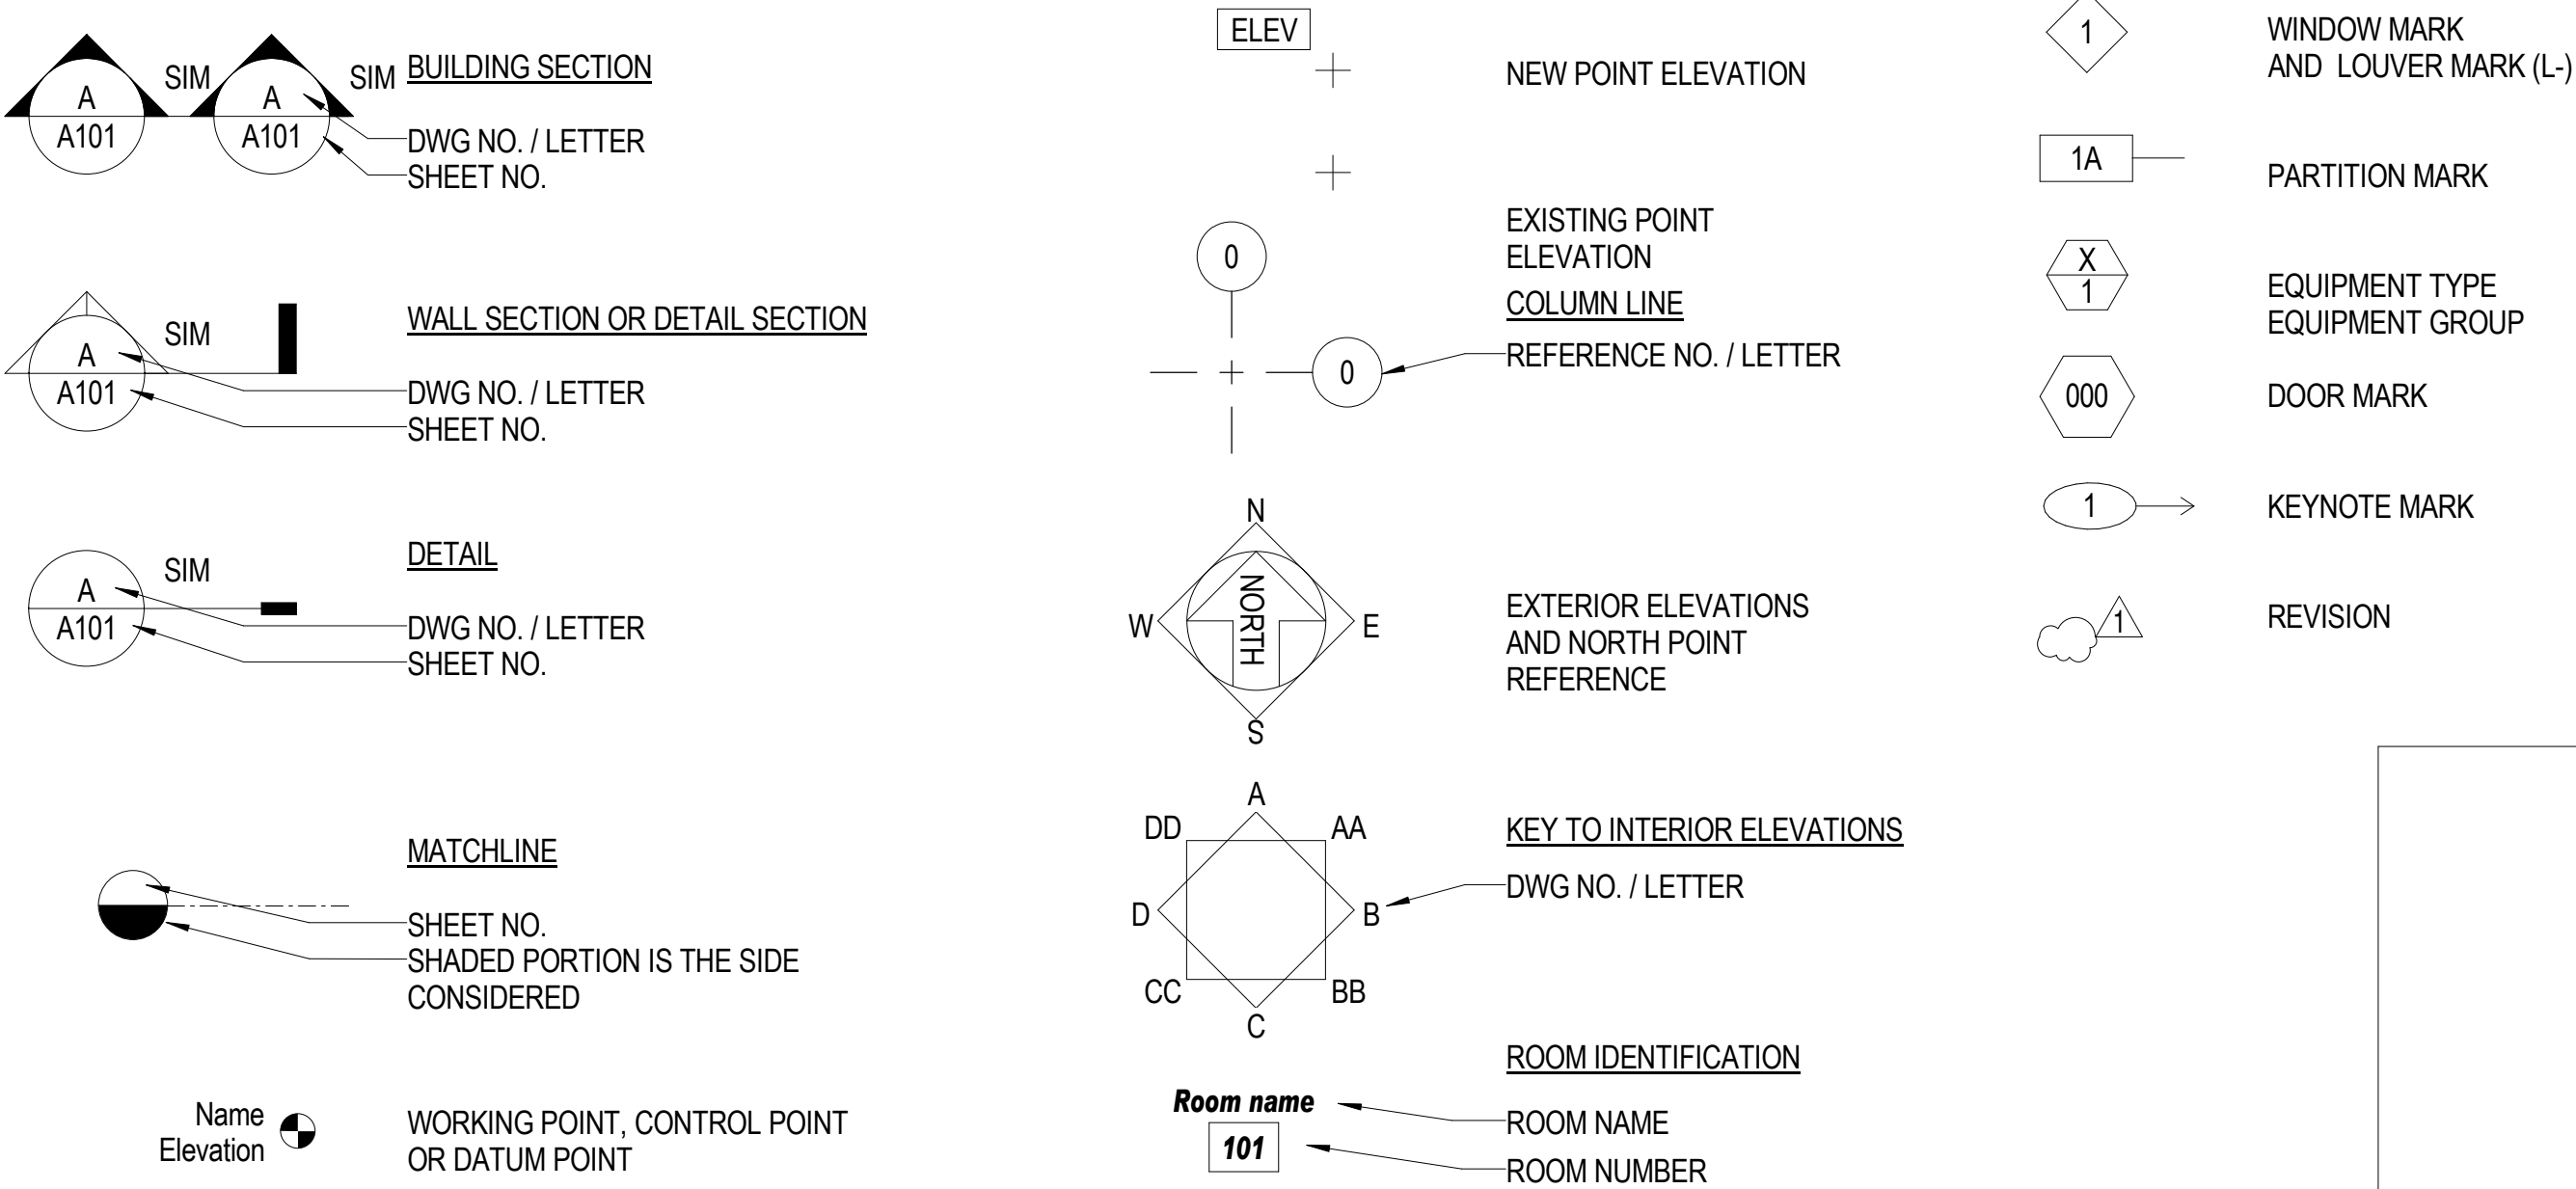 A
A101
SIM
A
A101
SIM
BUILDING SECTION
DWG NO. / LETTER
SHEET NO.
A
A101
SIM
WALL SECTION OR DETAIL SECTION
DWG NO. / LETTER
SHEET NO.
A
A101
SIM
DETAIL
DWG NO. / LETTER
SHEET NO.
MATCHLINE
SHEET NO.
SHADED PORTION IS THE SIDE
CONSIDERED
Name
Elevation
WORKING POINT, CONTROL POINT
OR DATUM POINT
ELEV
NEW POINT ELEVATION
EXISTING POINT
ELEVATION
0
0
COLUMN LINE
REFERENCE NO. / LETTER
N
W
NORTH
E
S
EXTERIOR ELEVATIONS
AND NORTH POINT
REFERENCE
A
DD
AA
D
B
CC
BB
C
KEY TO INTERIOR ELEVATIONS
DWG NO. / LETTER
ROOM IDENTIFICATION
Room name
101
ROOM NAME
ROOM NUMBER
1
WINDOW MARK
AND LOUVER MARK (L-)
1A
PARTITION MARK
X
1
EQUIPMENT TYPE
EQUIPMENT GROUP
000
DOOR MARK
1
KEYNOTE MARK
1
REVISION